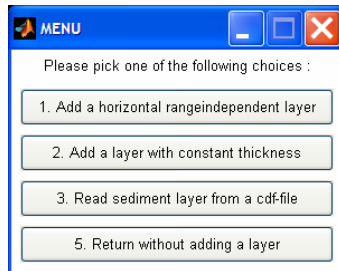 MENU
Please pick one of the following choices :
1. Add a horizontal rangeindependent layer
2. Add a layer with constant thickness
3. Read sediment layer from a cdf-file
5. Return without adding a layer